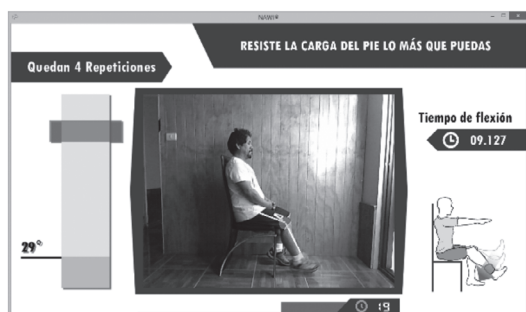 NAWI®
RESISTE LA CARGA DEL PIE LO MÁS QUE PUEDAS
Quedan 4 Repeticiones
Tiempo de flexión
09.127
29°
19